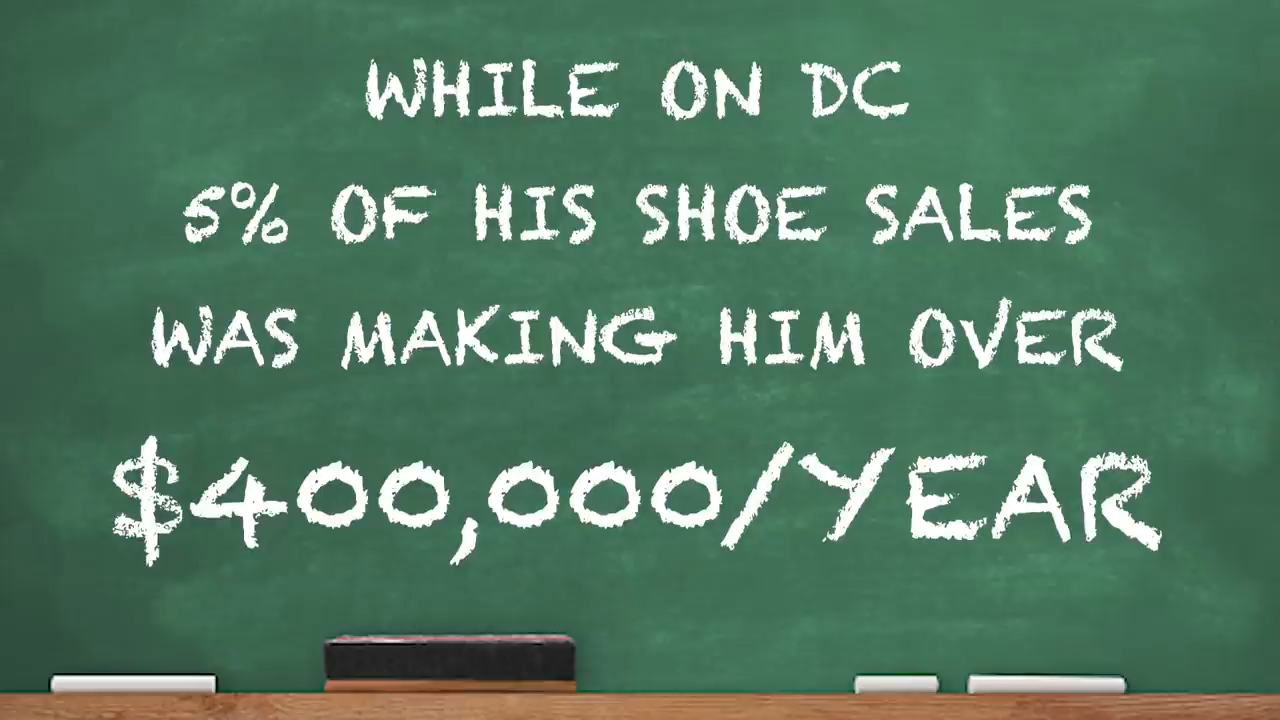 WHILE ON DC
5% OF HIS SHOE SALES
WAS MAKING HIM OVER
$400,000/YEAR